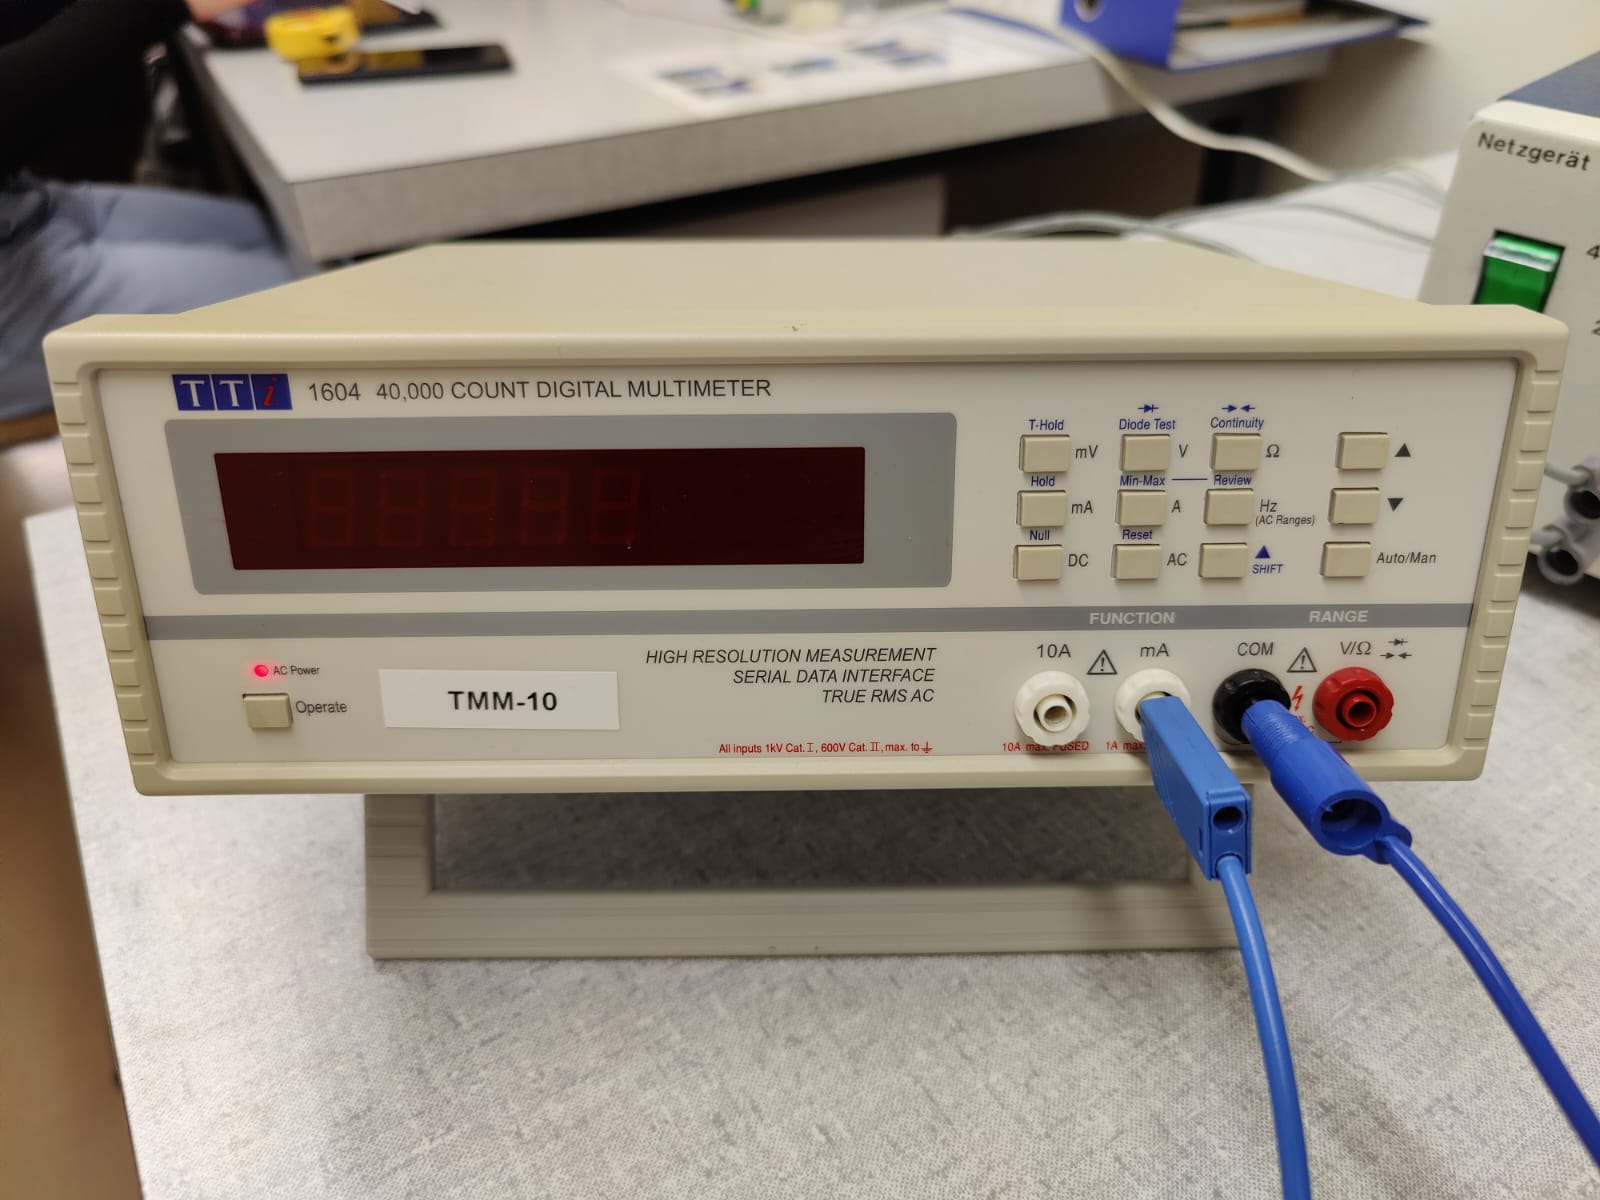 Netzgerät
4
2
TTi 1604 40,000 COUNT DIGITAL MULTIMETER
T-Hold Diode Test Continuity
mV V Ω ▲
Hold Min-Max Review
mA A Hz ▼
(AC Ranges)
Null Reset
DC AC ▲ Auto/Man
SHIFT
FUNCTION RANGE
HIGH RESOLUTION MEASUREMENT
SERIAL DATA INTERFACE
TRUE RMS AC
10A mA COM V/Ω
AC Power
Operate
TMM-10
All inputs 1kV Cat. I, 600V Cat. II, max. to ⏚
10A max. FUSED 1A max.